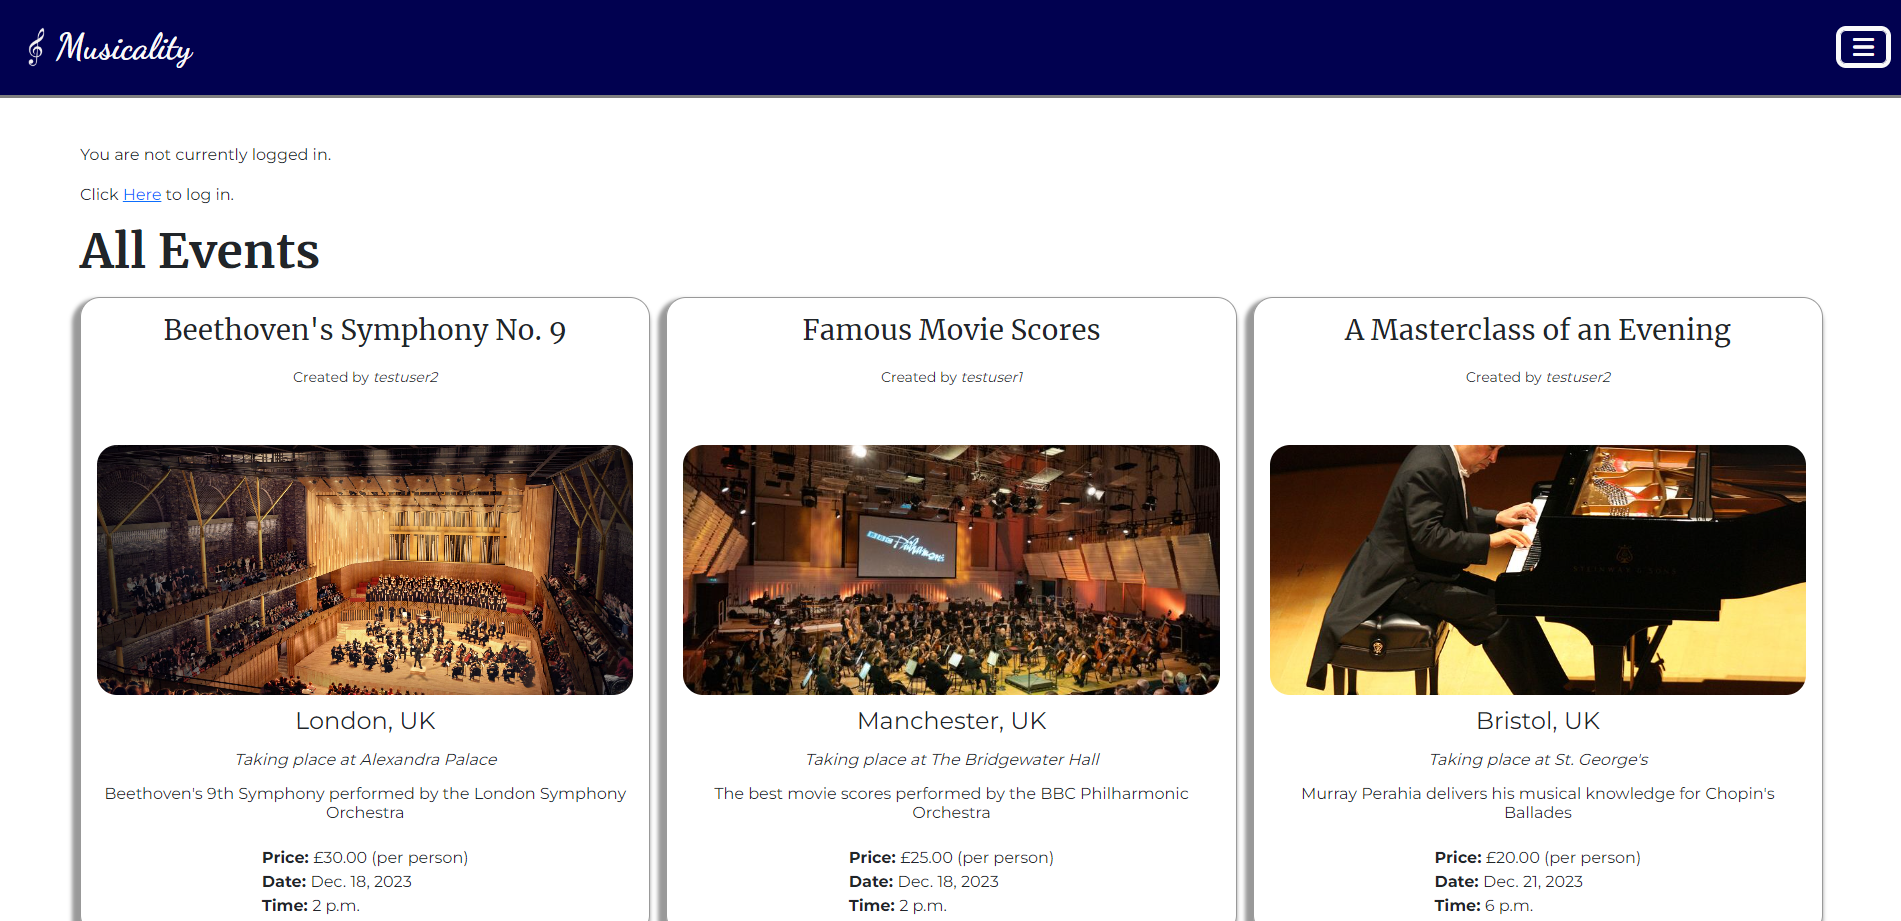 Musicality
You are not currently logged in.
Click Here to log in.
All Events
Beethoven's Symphony No. 9
Created by testuser2
London, UK
Taking place at Alexandra Palace
Beethoven's 9th Symphony performed by the London Symphony
Orchestra
Price: £30.00 (per person)
Date: Dec. 18, 2023
Time: 2 p.m.
Famous Movie Scores
Created by testuser1
BBC Philharmonic
Manchester, UK
Taking place at The Bridgewater Hall
The best movie scores performed by the BBC Philharmonic
Orchestra
Price: £25.00 (per person)
Date: Dec. 18, 2023
Time: 2 p.m.
A Masterclass of an Evening
Created by testuser2
STEINWAY & SONS
Bristol, UK
Taking place at St. George's
Murray Perahia delivers his musical knowledge for Chopin's
Ballades
Price: £20.00 (per person)
Date: Dec. 21, 2023
Time: 6 p.m.